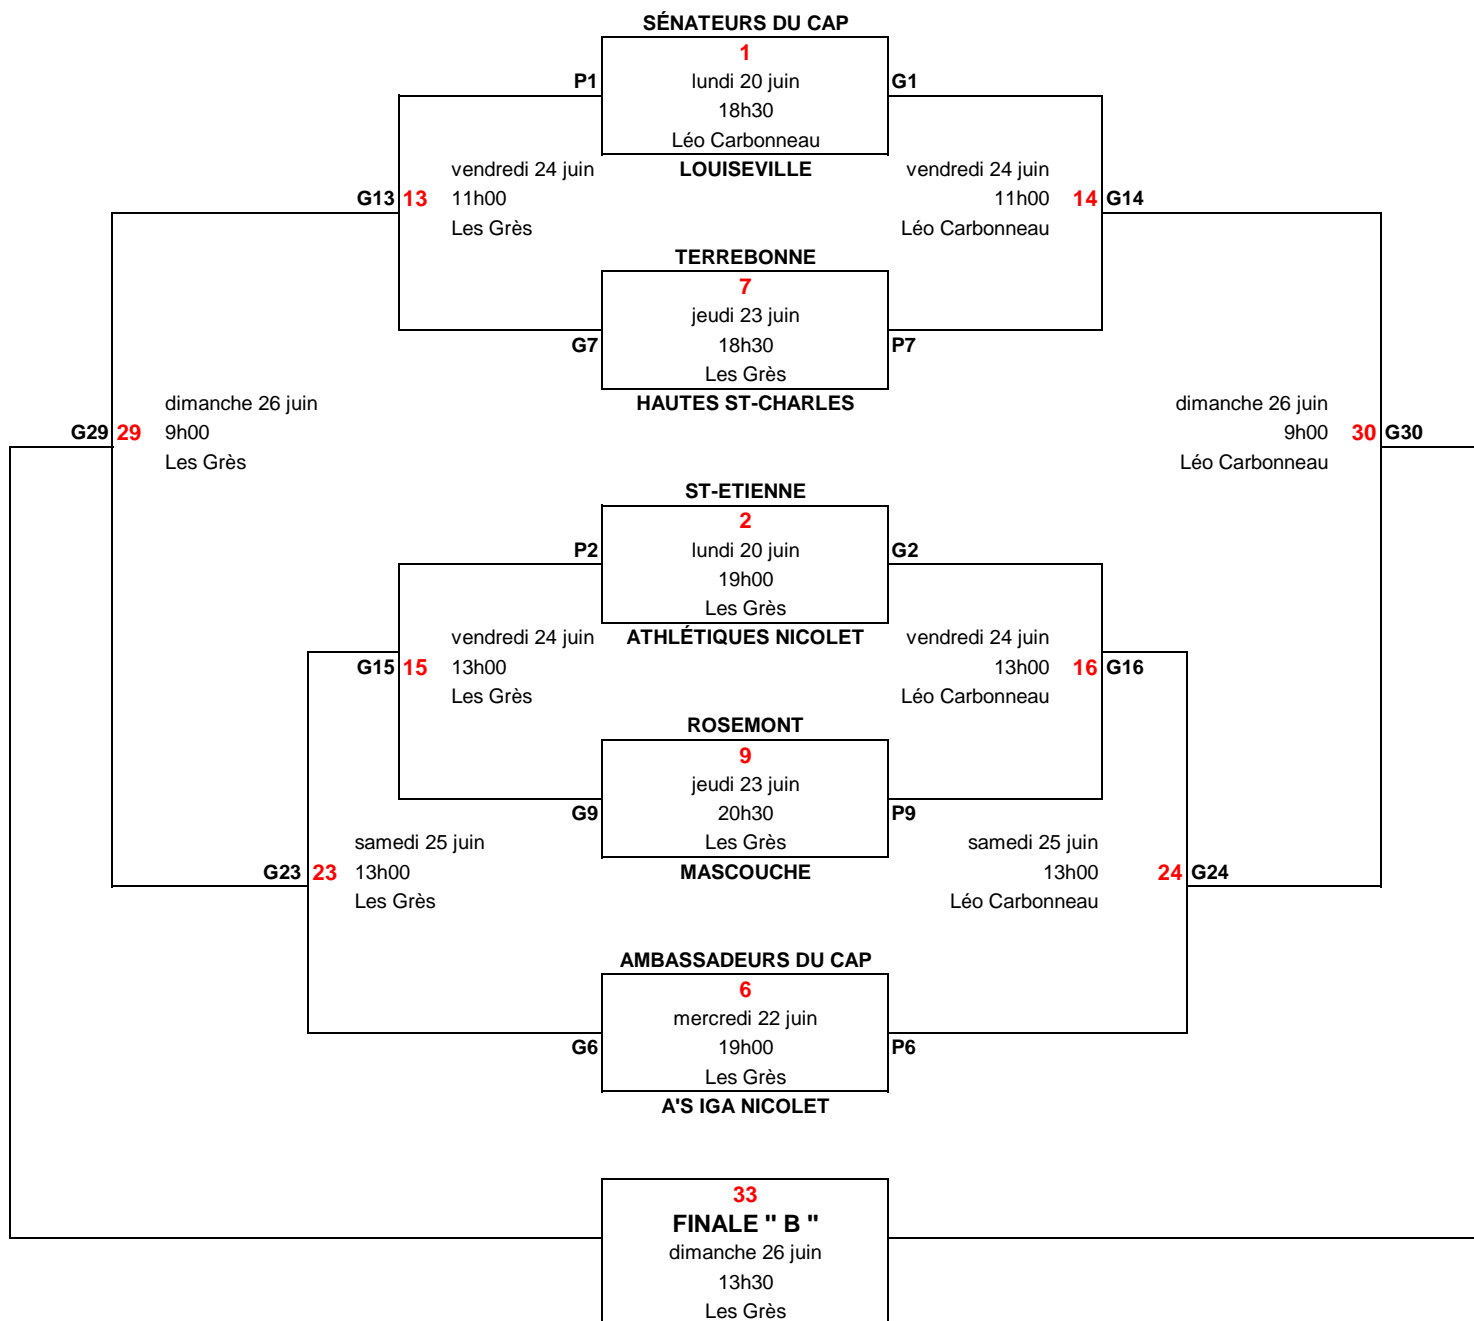 SÉNATEURS DU CAP
1
P1 lundi 20 juin G1
18h30
Léo Carbonneau
vendredi 24 juin LOUISEVILLE vendredi 24 juin
G13 13 11h00 11h00 14 G14
Les Grès Léo Carbonneau
TERREBONNE
7
jeudi 23 juin
G7 18h30 P7
Les Grès
dimanche 26 juin HAUTES ST-CHARLES dimanche 26 juin
G29 29 9h00 9h00 30 G30
Les Grès Léo Carbonneau
ST-ETIENNE
2
P2 lundi 20 juin G2
19h00
Les Grès
vendredi 24 juin ATHLÉTIQUES NICOLET vendredi 24 juin
G15 15 13h00 13h00 16 G16
Les Grès Léo Carbonneau
ROSEMONT
9
jeudi 23 juin
G9 20h30 P9
samedi 25 juin Les Grès samedi 25 juin
G23 23 13h00 MASCOUCHE 13h00 24 G24
Les Grès Léo Carbonneau
AMBASSADEURS DU CAP
6
mercredi 22 juin
G6 19h00 P6
Les Grès
A'S IGA NICOLET
33
FINALE " B "
dimanche 26 juin
13h30
Les Grès